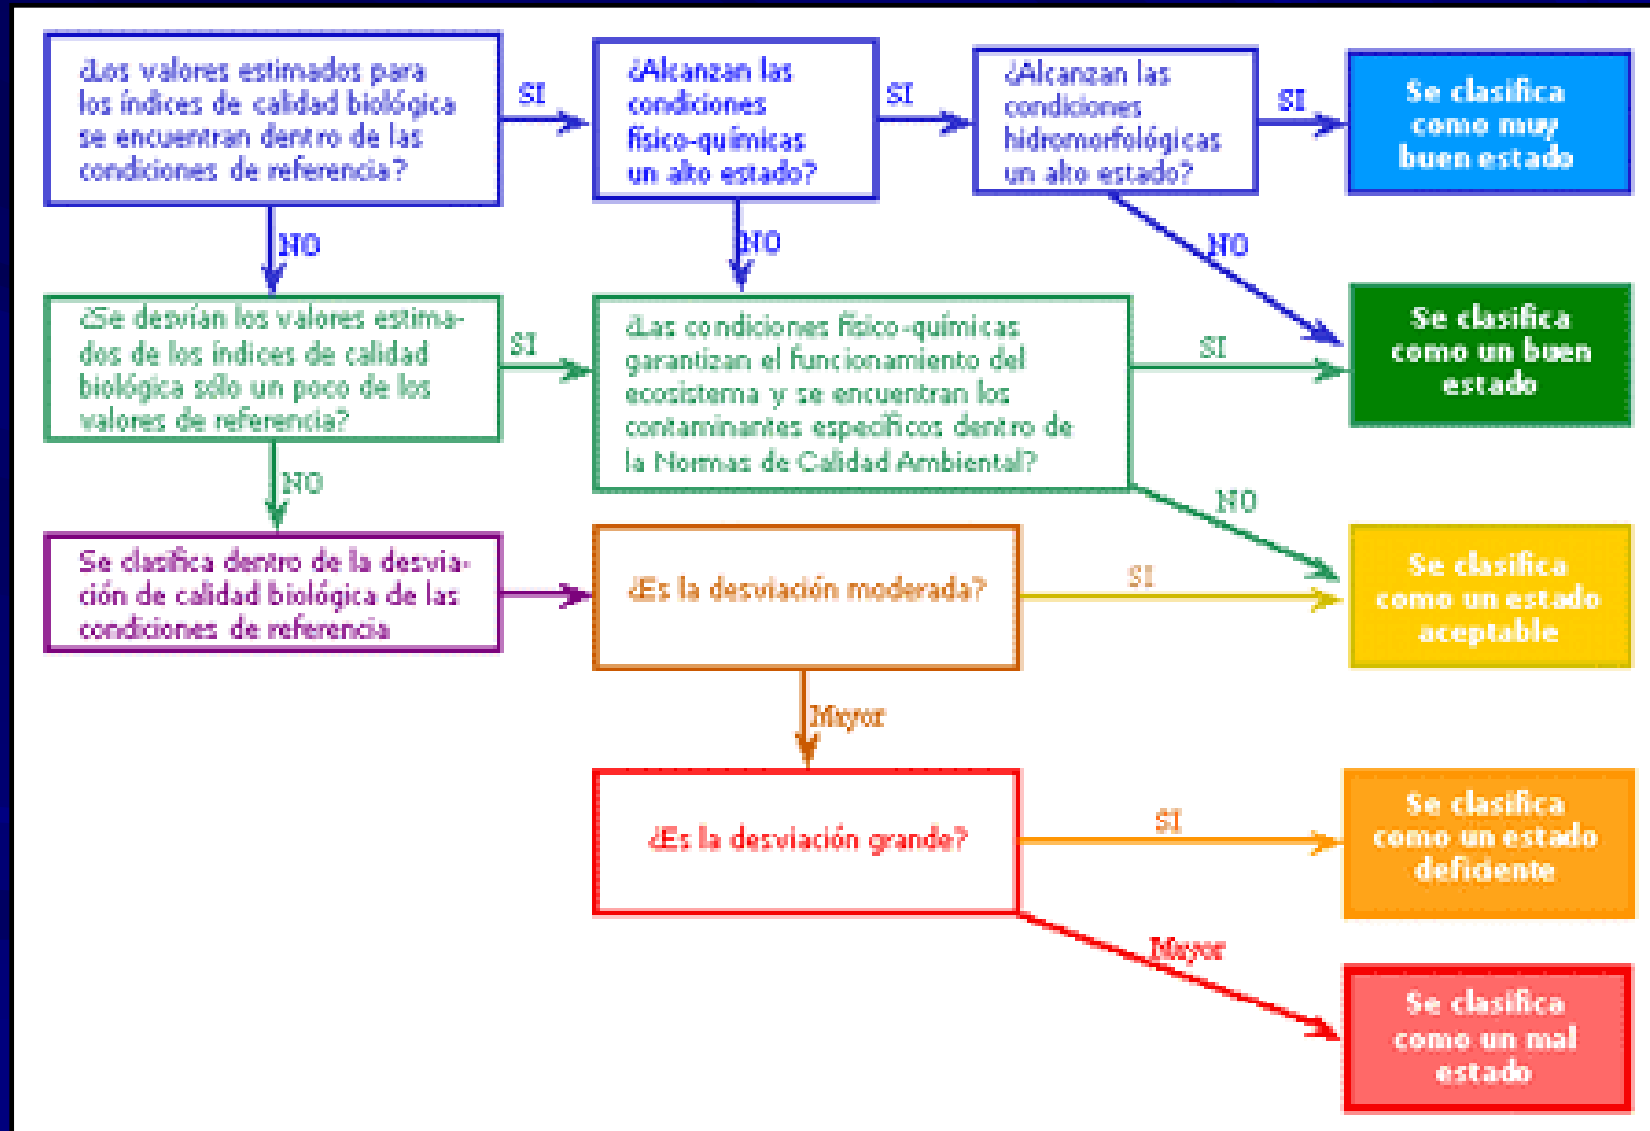 ¿Los valores estimados para
los índices de calidad biológica
se encuentran dentro de las
condiciones de referencia?
SI
¿Alcanzan las
condiciones
físico-químicas
un alto estado?
SI
¿Alcanzan las
condiciones
hidromorfológicas
un alto estado?
SI
Se clasifica
como muy
buen estado
NO
NO
NO
¿Se desvían los valores estima-
dos de los índices de calidad
biológica sólo un poco de los
valores de referencia?
SI
¿Las condiciones físico-químicas
garantizan el funcionamiento del
ecosistema y se encuentran los
contaminantes específicos dentro de
la Normas de Calidad Ambiental?
SI
Se clasifica
como un buen
estado
NO
NO
Se clasifica dentro de la desvia-
ción de calidad biológica de las
condiciones de referencia
¿Es la desviación moderada?
SI
Se clasifica
como un estado
aceptable
Mayor
¿Es la desviación grande?
SI
Se clasifica
como un estado
deficiente
Mayor
Se clasifica
como un mal
estado